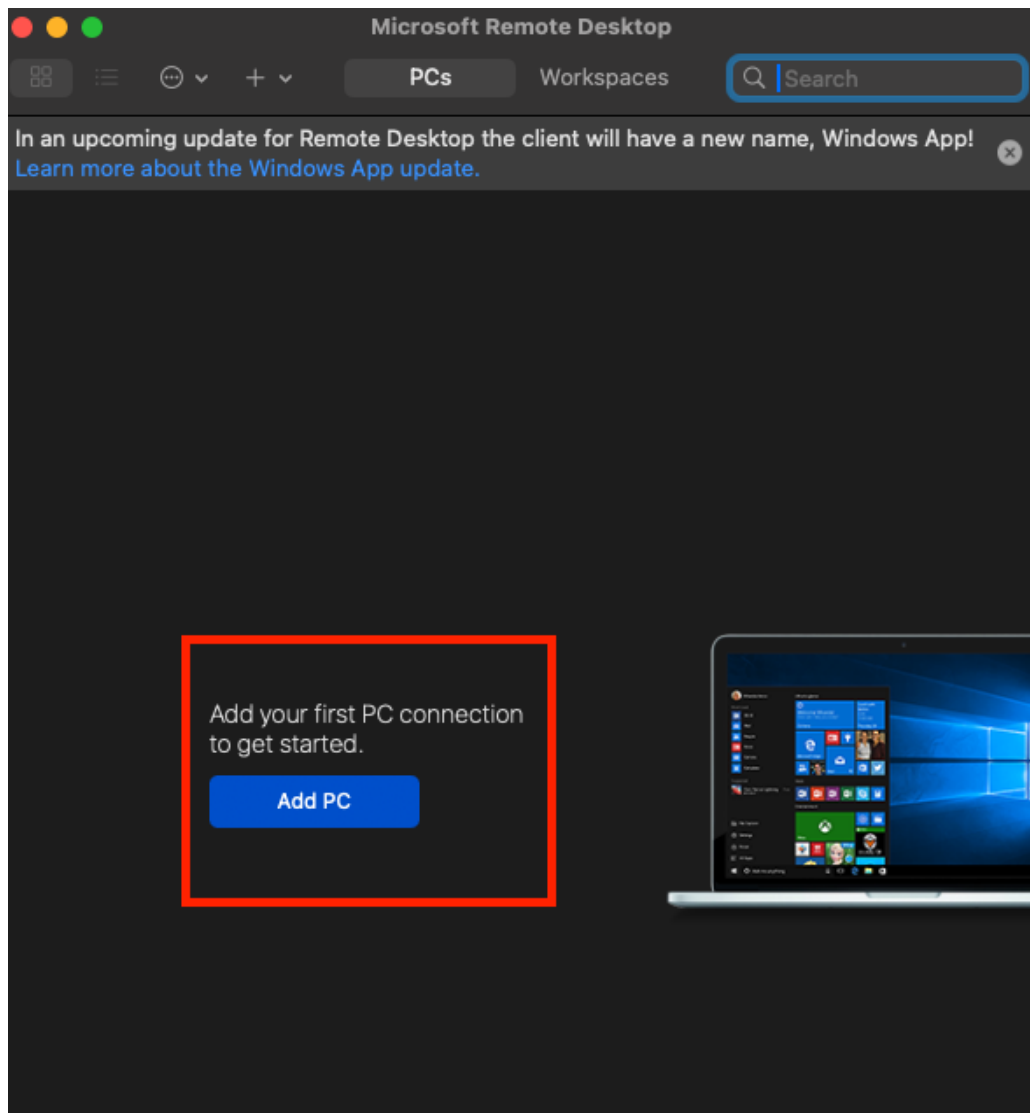 Microsoft Remote Desktop
PCs
Workspaces
Search
In an upcoming update for Remote Desktop the client will have a new name, Windows App!
Learn more about the Windows App update.
Add your first PC connection
to get started.
Add PC